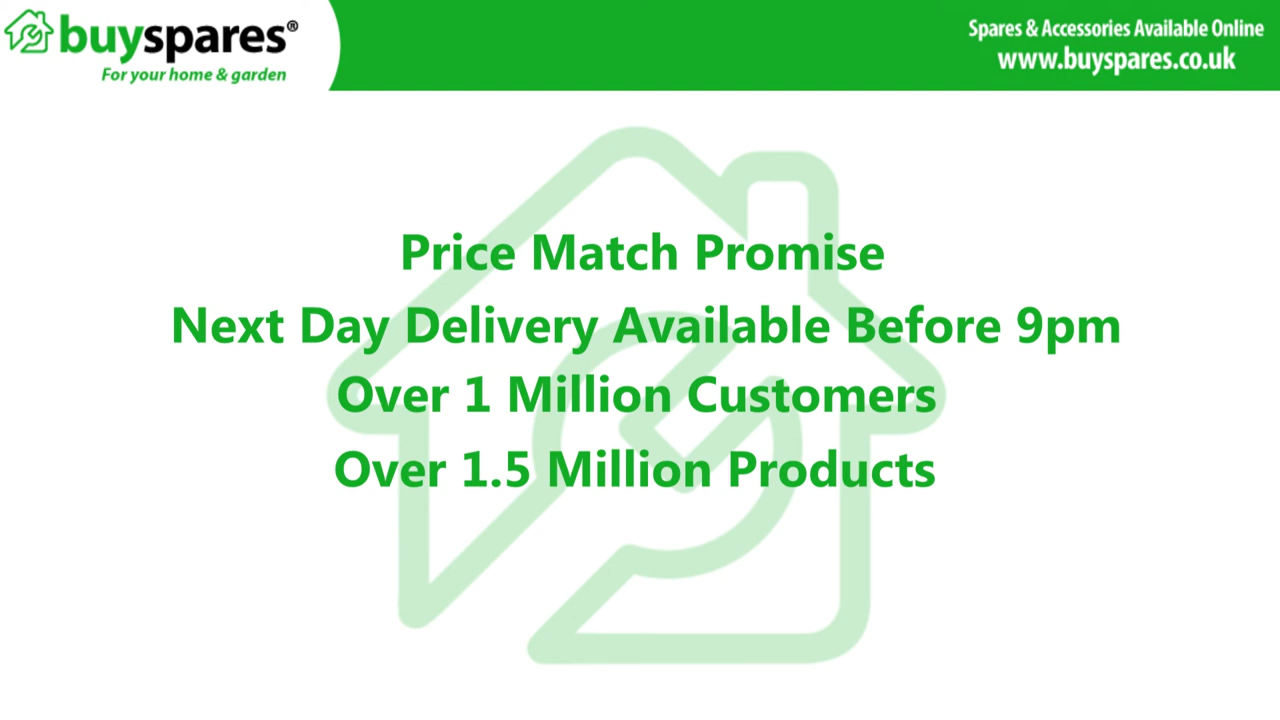 buyspares®
For your home & garden
Spares & Accessories Available Online
www.buyspares.co.uk
Price Match Promise
Next Day Delivery Available Before 9pm
Over 1 Million Customers
Over 1.5 Million Products